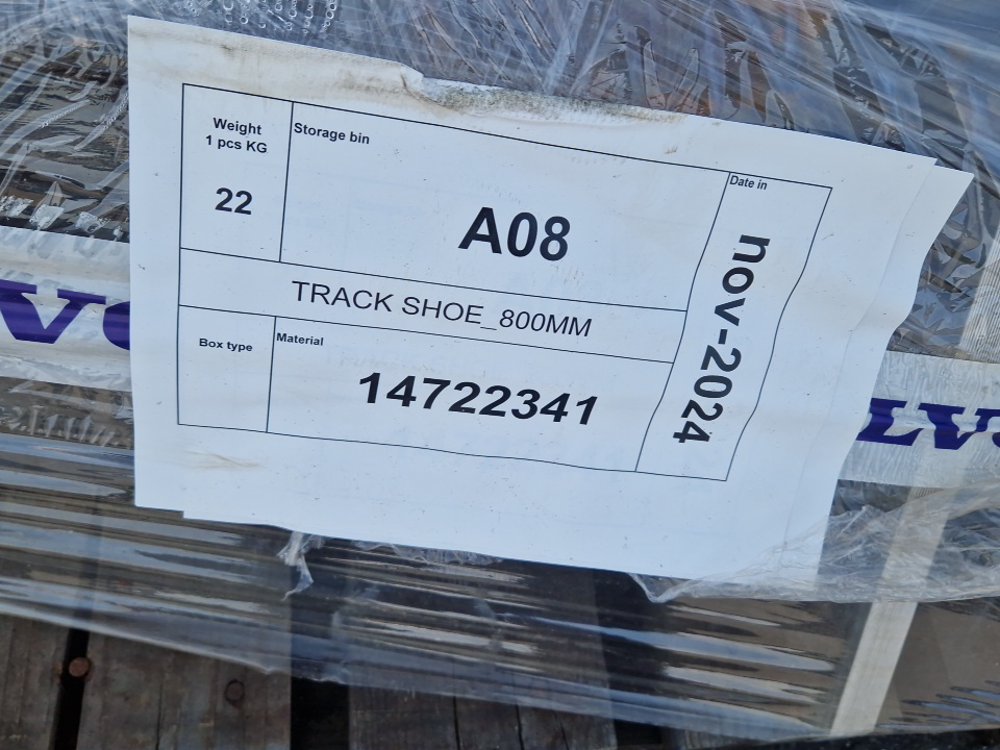 Weight
1 pcs KG
22
Storage bin
A08
Date in
nov-2024
TRACK SHOE_800MM
Box type
Material
14722341